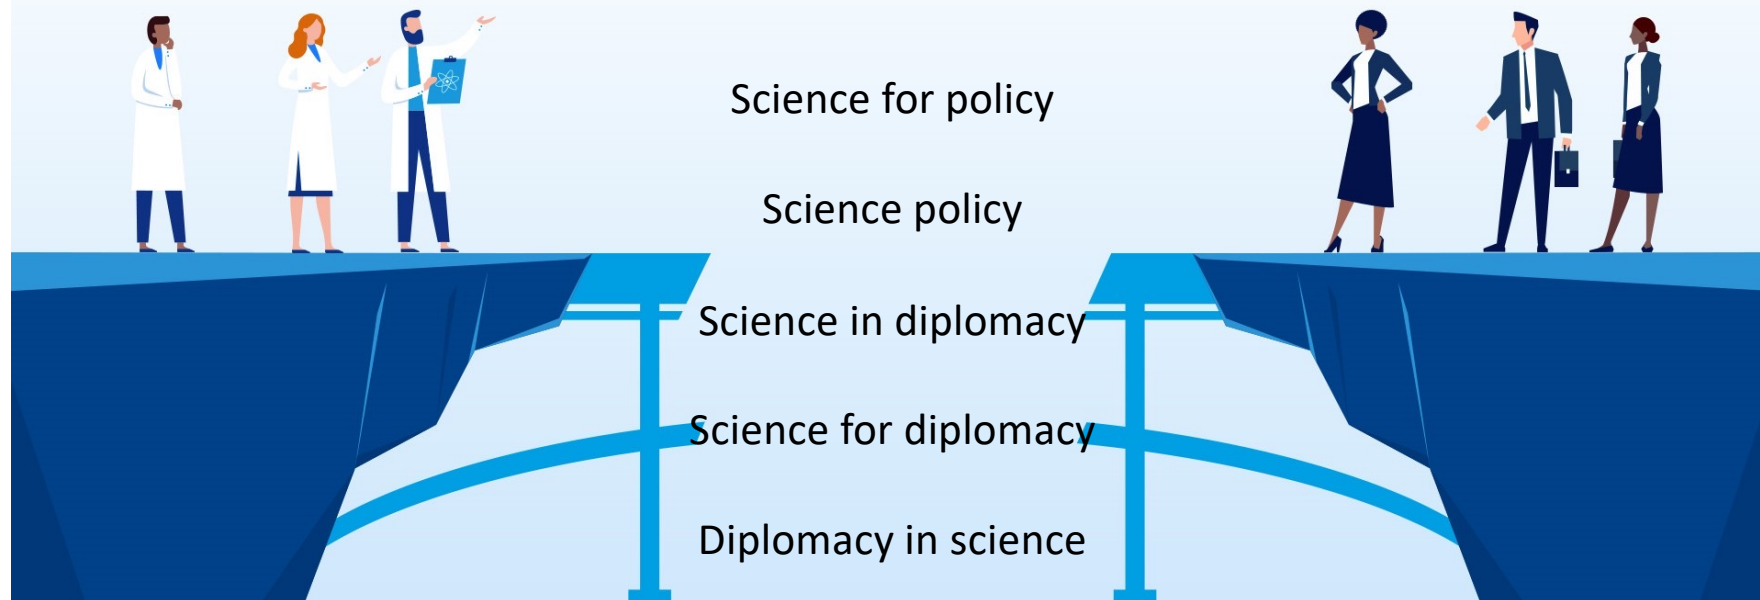 Science for policy
Science policy
Science in diplomacy
Science for diplomacy
Diplomacy in science